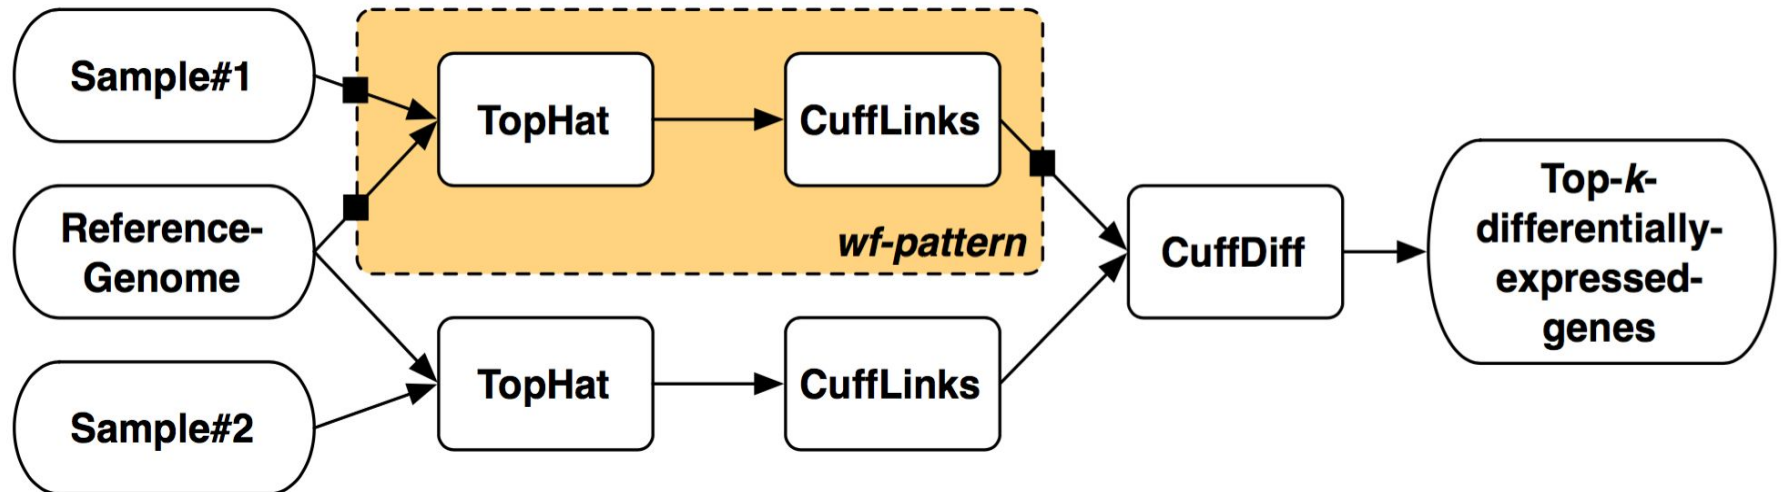 Sample#1
TopHat
CuffLinks
wf-pattern
Reference-
Genome
CuffDiff
Top-k-
differentially-
expressed-
genes
TopHat
CuffLinks
Sample#2